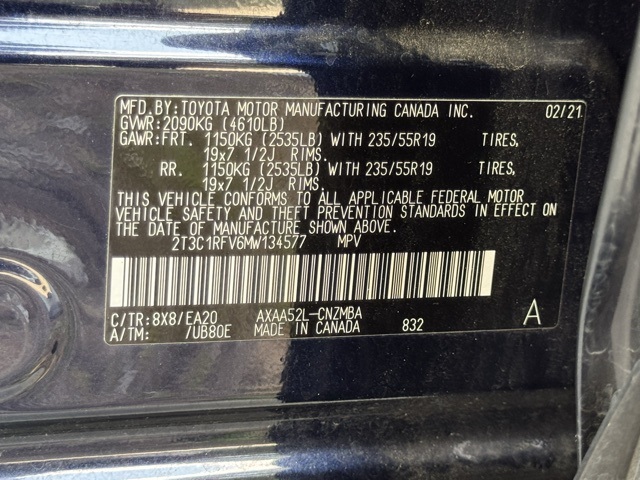 MFD.BY:TOYOTA MOTOR MANUFACTURING CANADA INC. 02/21
GVWR:2090KG (4610LB)
GAWR:FRT. 1150KG (2535LB) WITH 235/55R19 TIRES,
19x7 1/2J RIMS.
RR. 1150KG (2535LB) WITH 235/55R19 TIRES,
19x7 1/2J RIMS.
THIS VEHICLE CONFORMS TO ALL APPLICABLE FEDERAL MOTOR
VEHICLE SAFETY AND THEFT PREVENTION STANDARDS IN EFFECT ON
THE DATE OF MANUFACTURE SHOWN ABOVE.
2T3C1RFV6MW134577 MPV
C/TR:8X8/EA20 AXAA52L-CNZMBA A
A/TM: /UB80E MADE IN CANADA 832